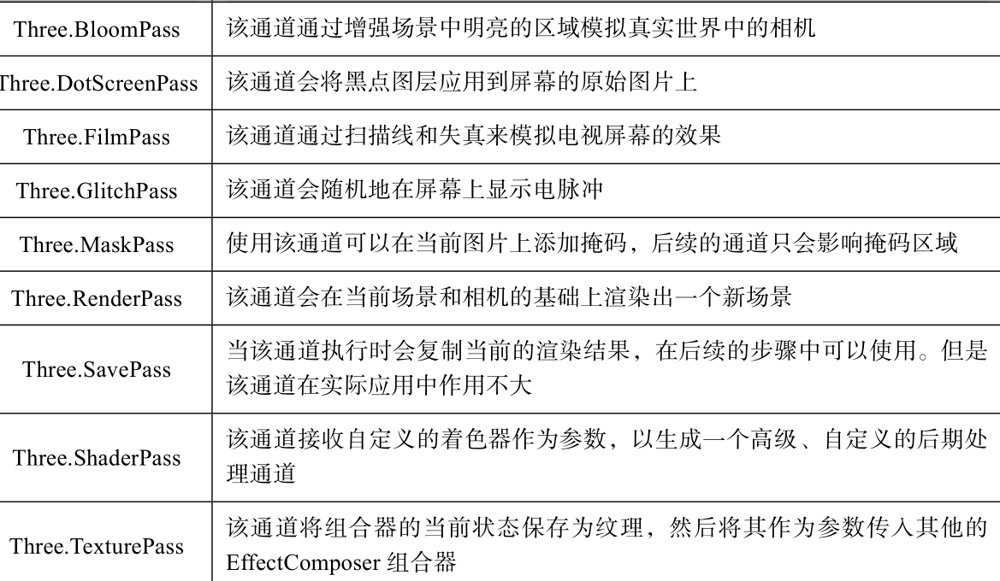 Three.BloomPass 该通道通过增强场景中明亮的区域模拟真实世界中的相机
Three.DotScreenPass 该通道会将黑点图层应用到屏幕的原始图片上
Three.FilmPass 该通道通过扫描线和失真来模拟电视屏幕的效果
Three.GlitchPass 该通道会随机地在屏幕上显示电脉冲
Three.MaskPass 使用该通道可以在当前图片上添加掩码，后续的通道只会影响掩码区域
Three.RenderPass 该通道会在当前场景和相机的基础上渲染出一个新场景
Three.SavePass
当该通道执行时会复制当前的渲染结果，在后续的步骤中可以使用。但是
该通道在实际应用中作用不大
Three.ShaderPass
该通道接收自定义的着色器作为参数，以生成一个高级、自定义的后期处
理通道
Three.TexturePass
该通道将组合器的当前状态保存为纹理，然后将其作为参数传入其他的
EffectComposer 组合器